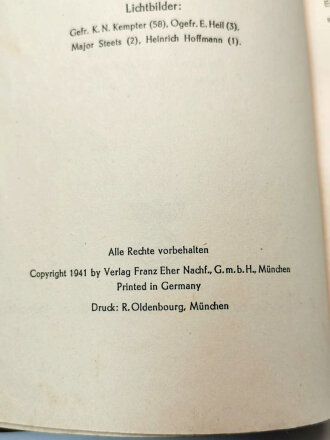 Lichtbilder:
Gefr. K. N. Kempter (58), Ogefr. E. Hell (3),
Major Steets (2), Heinrich Hoffmann (1).
Alle Rechte vorbehalten
Copyright 1941 by Verlag Franz Eher Nachf., G.m.b.H., München
Printed in Germany
Druck: R. Oldenbourg, München